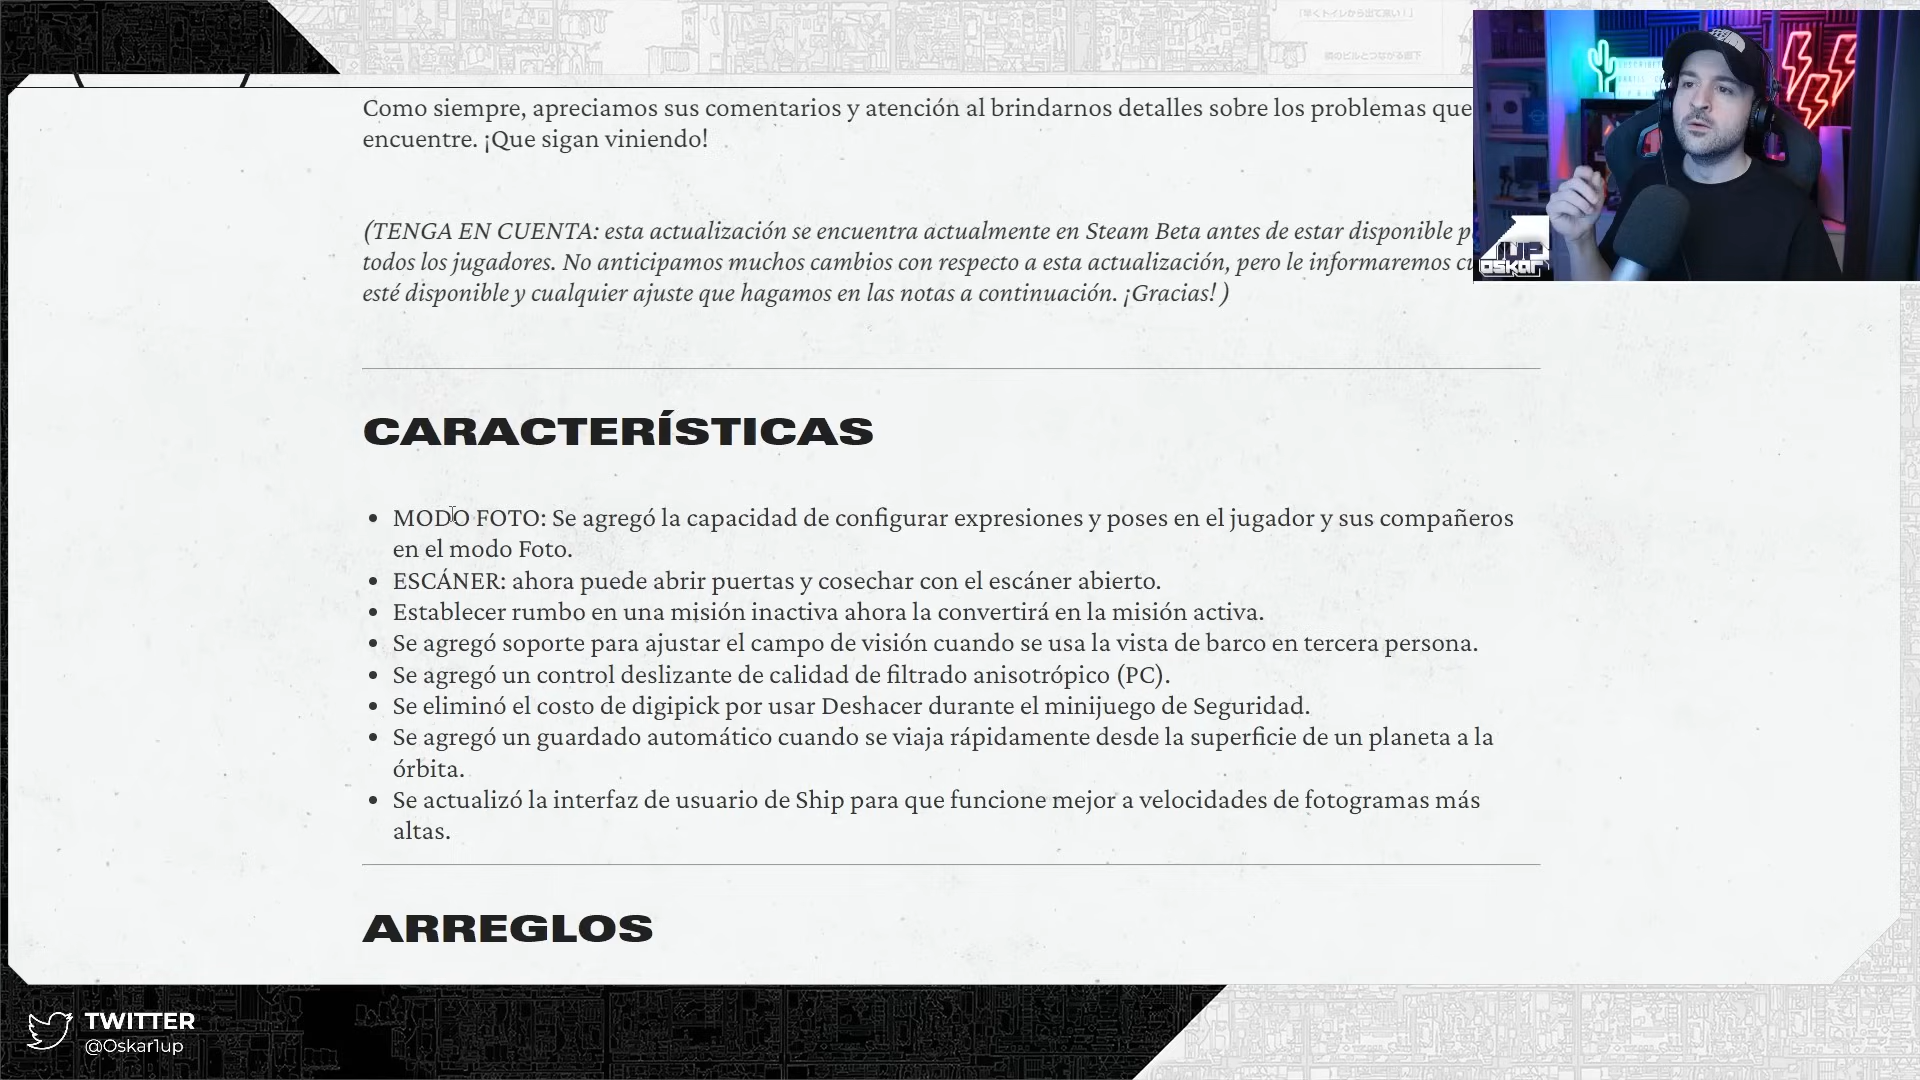 Como siempre, apreciamos sus comentarios y atención al brindarnos detalles sobre los problemas que
encuentre. ¡Que sigan viniendo!
(TENGA EN CUENTA: esta actualización se encuentra actualmente en Steam Beta antes de estar disponible
todos los jugadores. No anticipamos muchos cambios con respecto a esta actualización, pero le informaremos
esté disponible y cualquier ajuste que hagamos en las notas a continuación. ¡Gracias! )
CARACTERÍSTICAS
• MODO FOTO: Se agregó la capacidad de configurar expresiones y poses en el jugador y sus compañeros
en el modo Foto.
• ESCÁNER: ahora puede abrir puertas y cosechar con el escáner abierto.
• Establecer rumbo en una misión inactiva ahora la convertirá en la misión activa.
• Se agregó soporte para ajustar el campo de visión cuando se usa la vista de barco en tercera persona.
• Se agregó un control deslizante de calidad de filtrado anisotrópico (PC).
• Se eliminó el costo de digipick por usar Deshacer durante el minijuego de Seguridad.
• Se agregó un guardado automático cuando se viaja rápidamente desde la superficie de un planeta a la
órbita.
• Se actualizó la interfaz de usuario de Ship para que funcione mejor a velocidades de fotogramas más
altas.
ARREGLOS
1UP
oskar
TWITTER
@Oskar1up